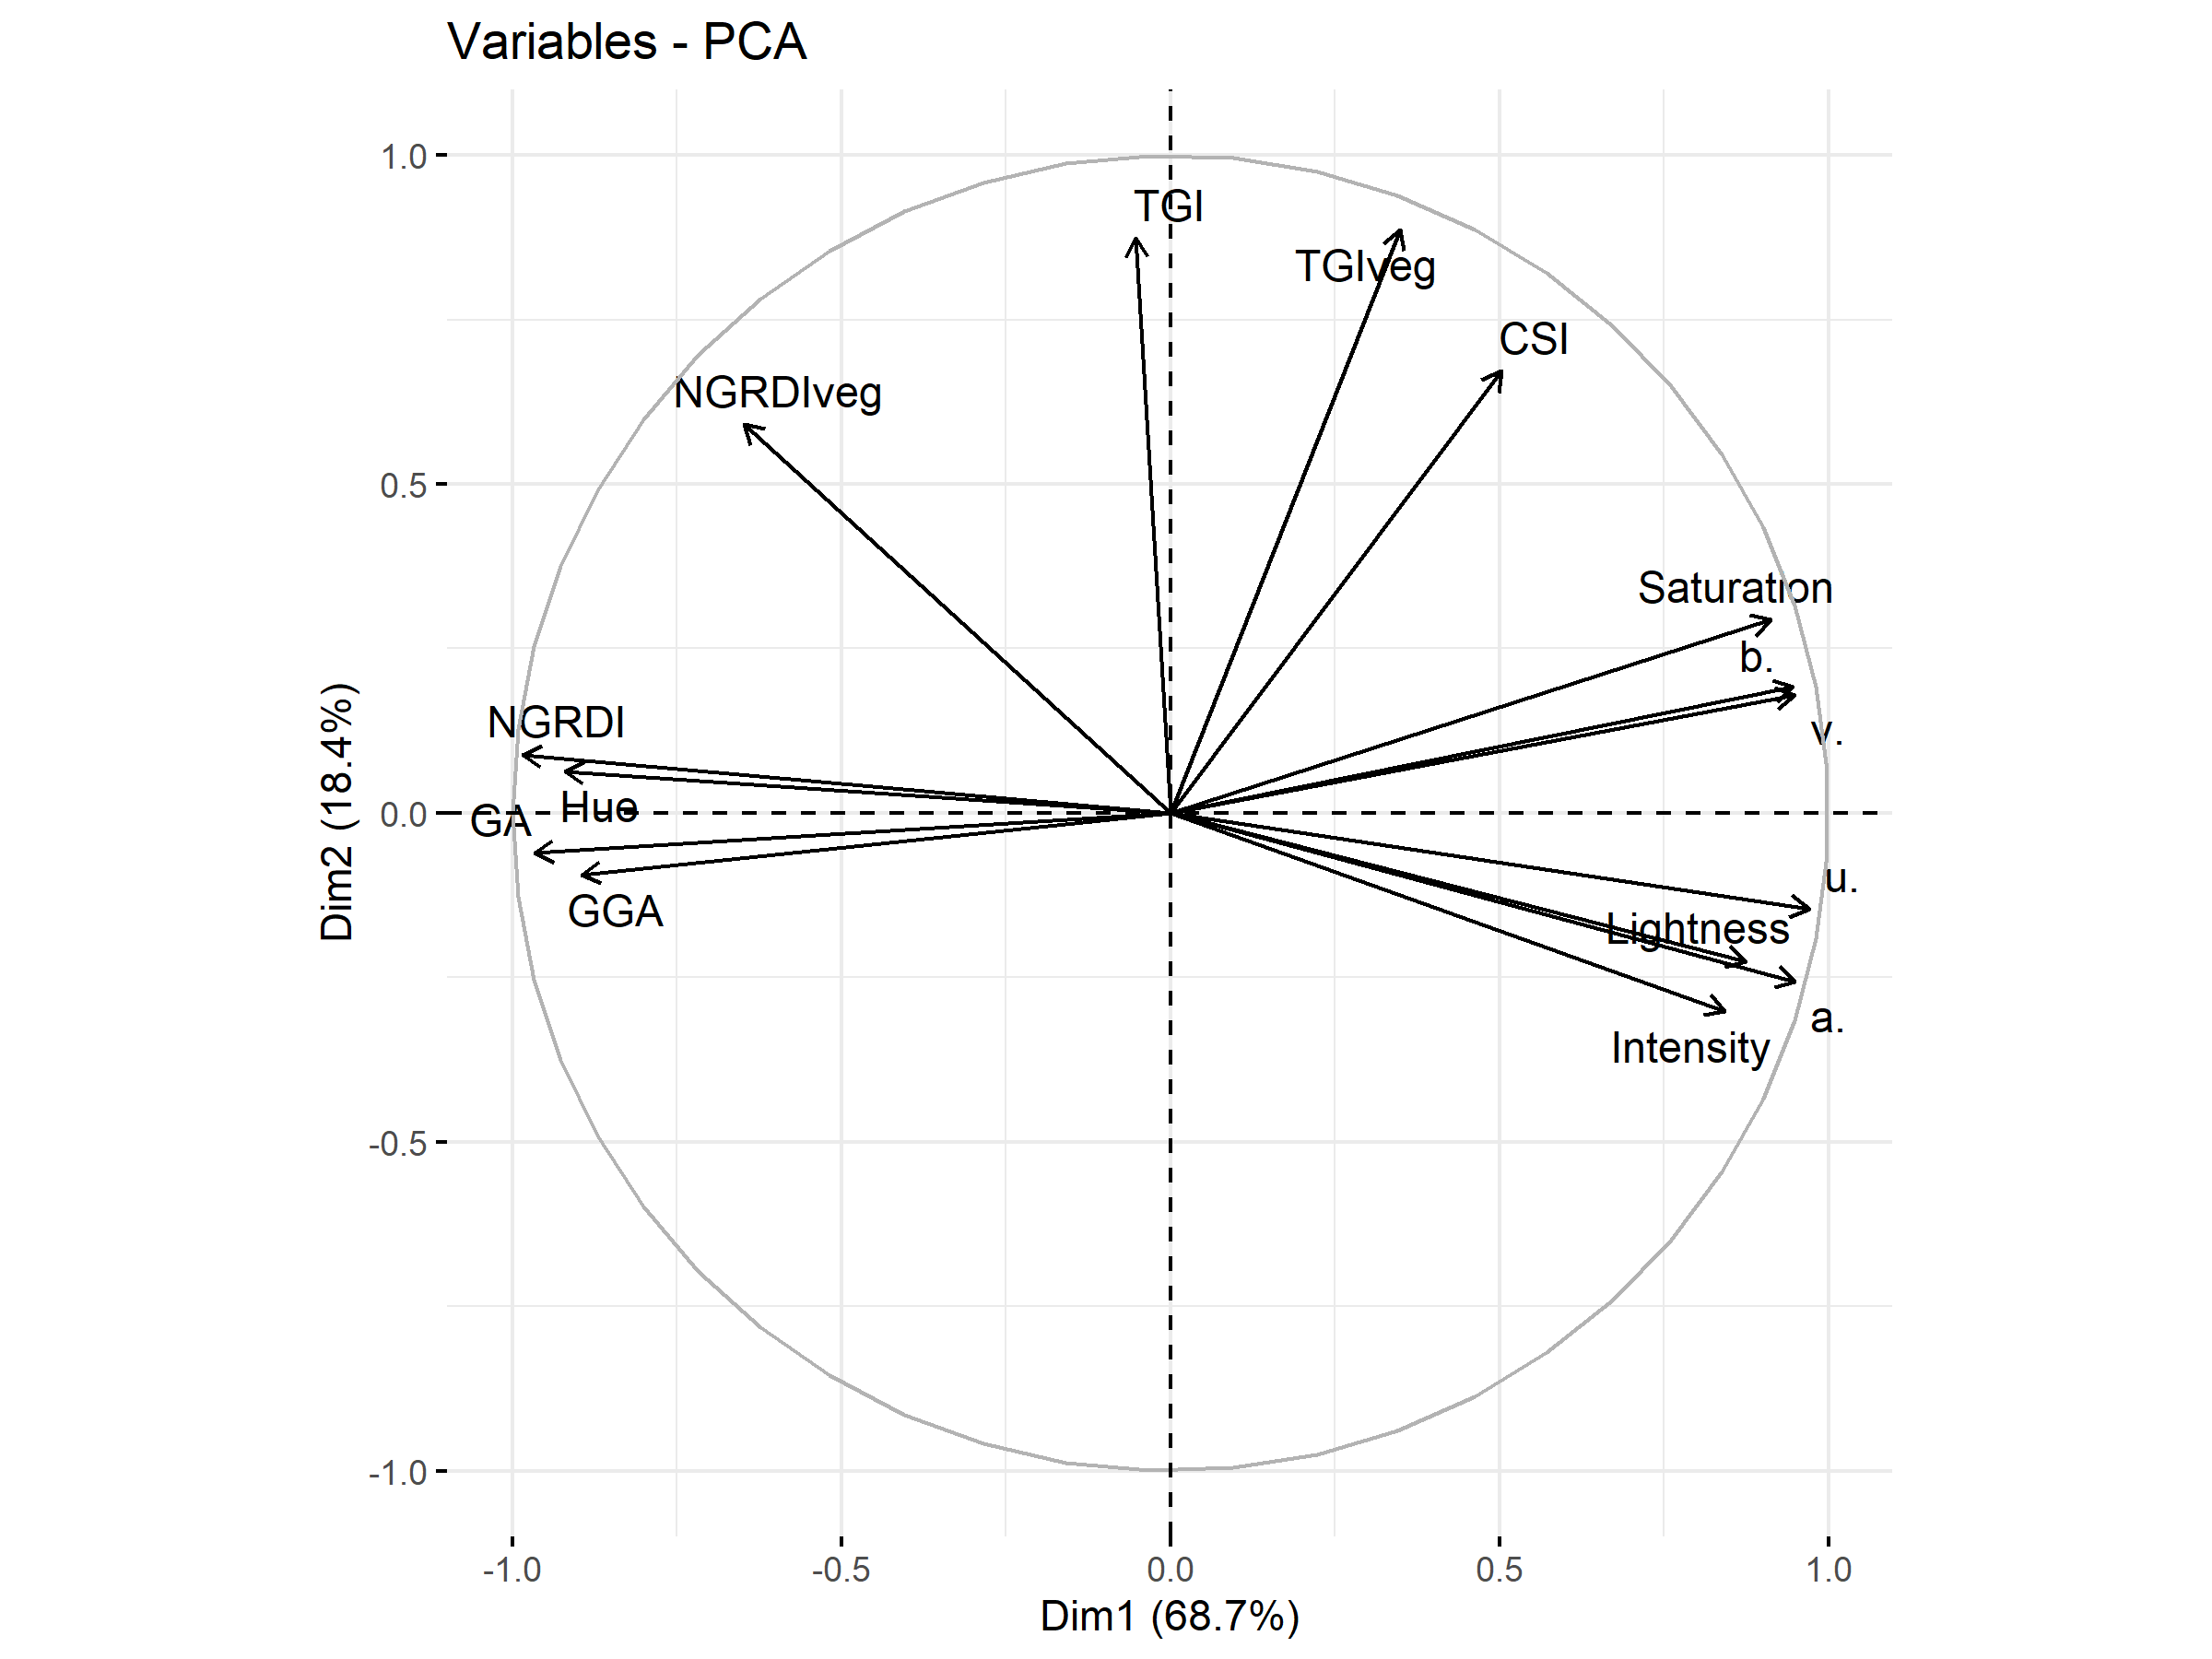 Variables - PCA
1.0
TGI
TGIveg
CSI
NGRDIveg
0.5
Saturation
b.
NGRDI
v.
Hue
GA
0.0
u.
GGA
Lightness
a.
Intensity
-0.5
-1.0
Dim2 (18.4%)
-1.0 -0.5 0.0 0.5 1.0
Dim1 (68.7%)